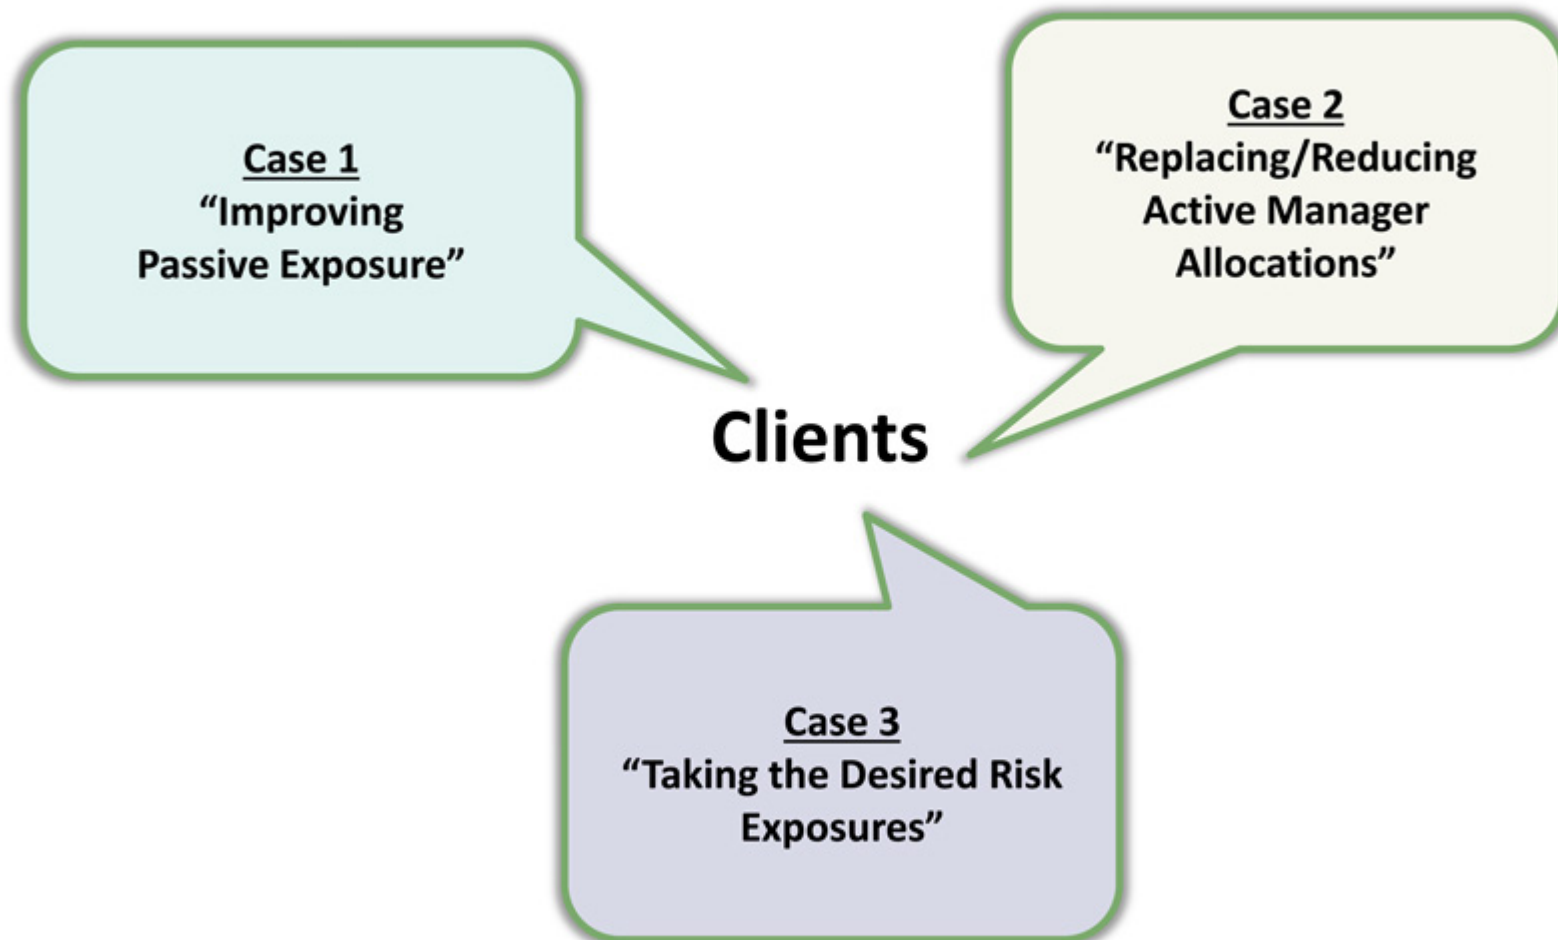 Case 1
“Improving
Passive Exposure”
Case 2
“Replacing/Reducing
Active Manager
Allocations”
Clients
Case 3
“Taking the Desired Risk
Exposures”